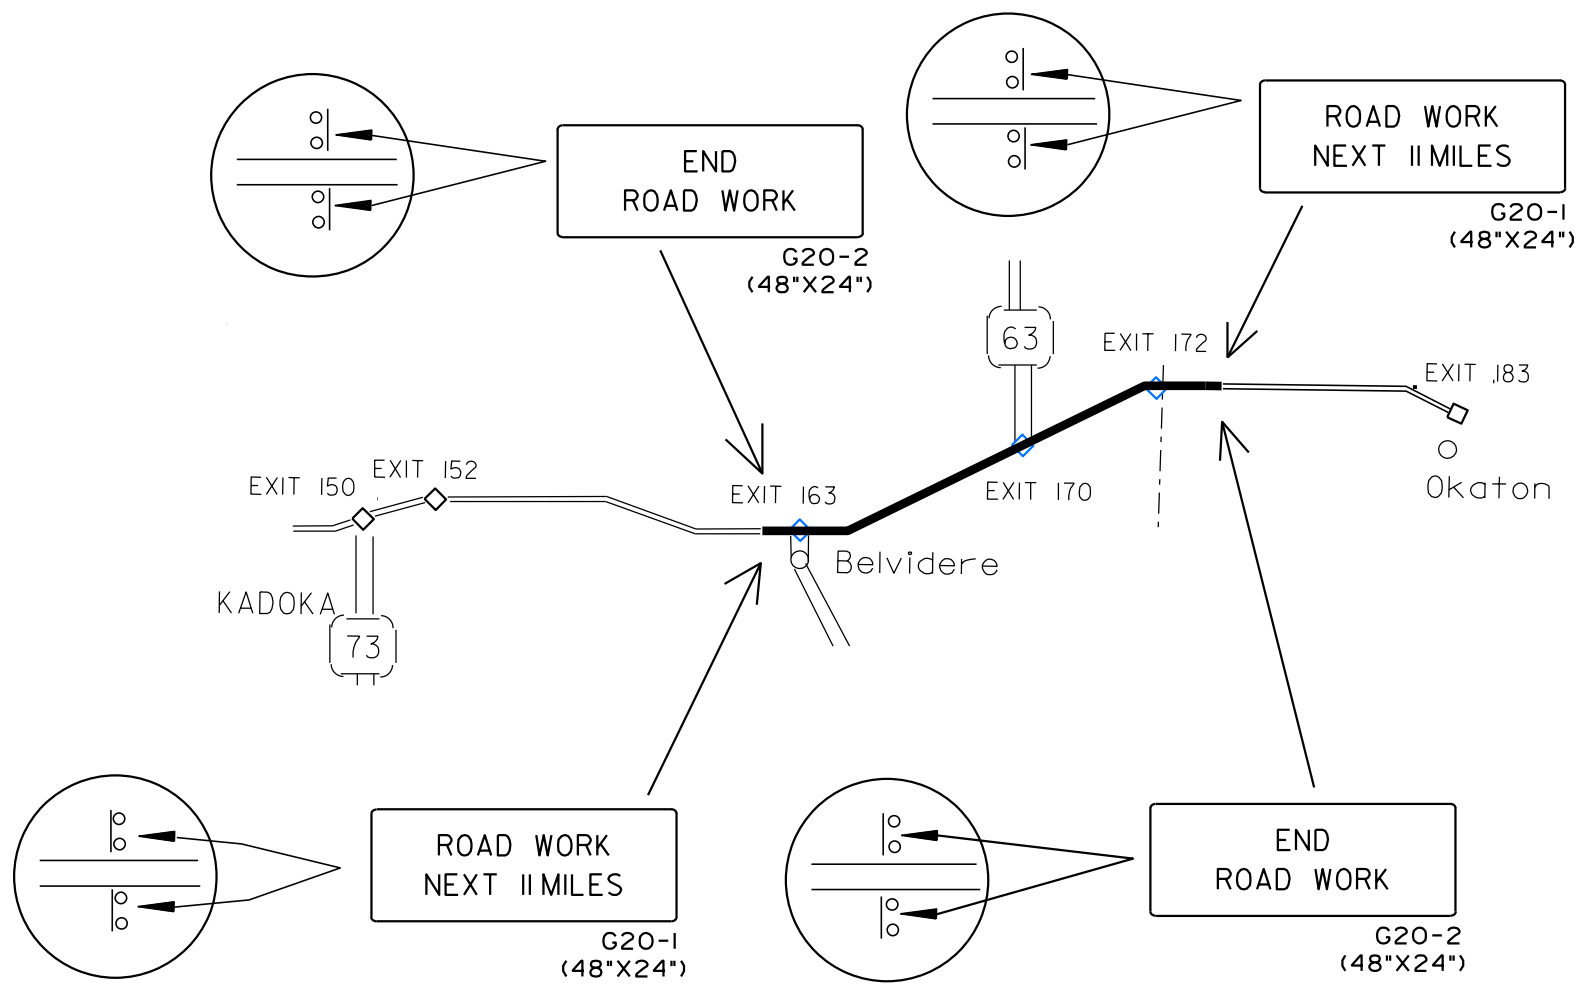 ROAD WORK
NEXT 11 MILES
G20-1
(48"X24")
END
ROAD WORK
G20-2
(48"X24")
63
EXIT 172
EXIT 183
EXIT 152
EXIT 150
EXIT 163
EXIT 170
Okaton
Belvidere
KADOKA
73
ROAD WORK
NEXT 11 MILES
G20-1
(48"X24")
END
ROAD WORK
G20-2
(48"X24")